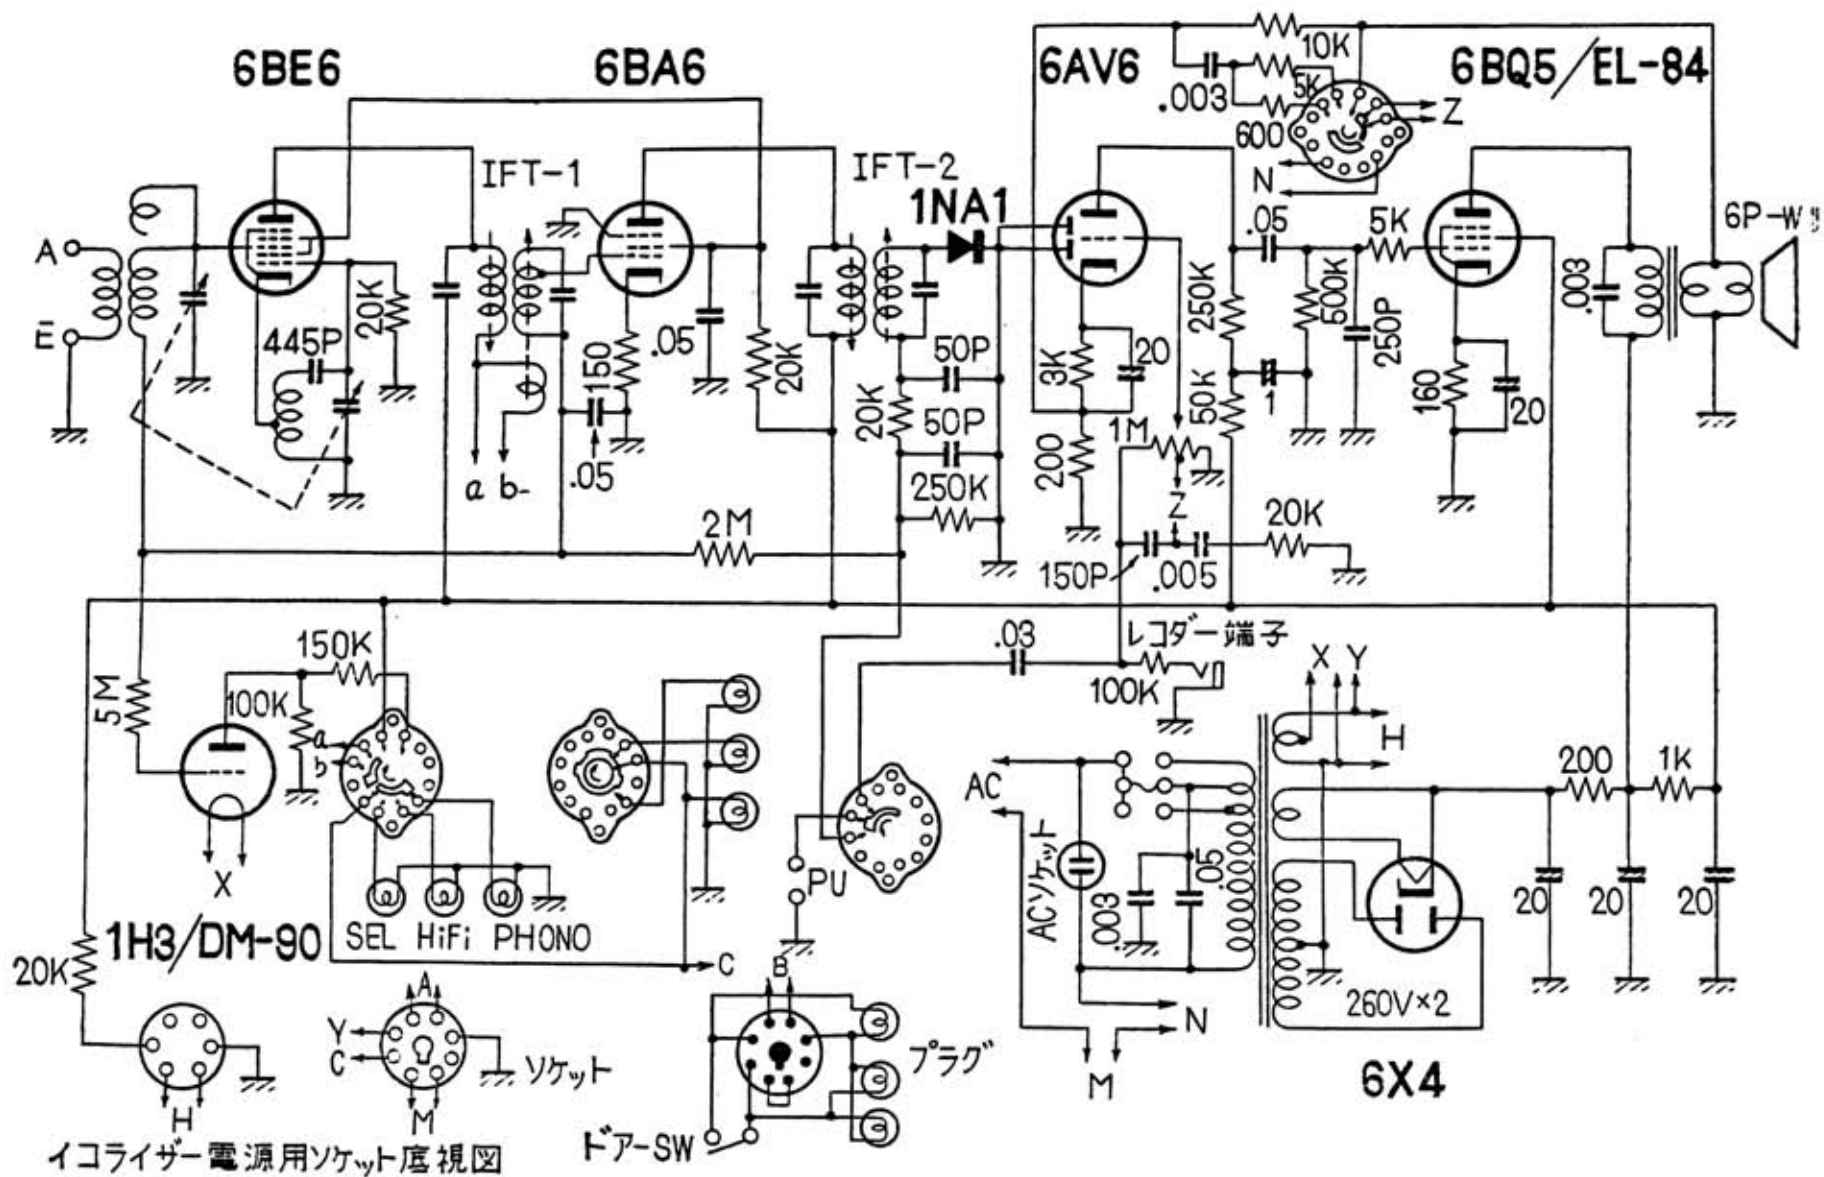 6BE6
6BA6
6AV6
6BQ5/EL-84
10K
5K
.003
600
Z
N
IFT-1
IFT-2
1NA1
6P-W
A
E
445P
20K
150
.05
20K
.05
a b
50P
20K
50P
250K
3K
20
200
1M
Z
.05
250K
50K
1
500K
250P
5K
160
20
.003
2M
150P
.005
20K
150K
100K
5M
a
b
X
.03
レコダー端子
100K
X Y
H
AC
ACソケット
.003
.05
200
1K
20
20
20
PU
1H3/DM-90
SEL HiFi PHONO
C
20K
260V×2
6X4
N
M
H
A
Y
C
M
ソケット
B
プラグ
ドアーSW
イコライザー電源用ソケット底視図